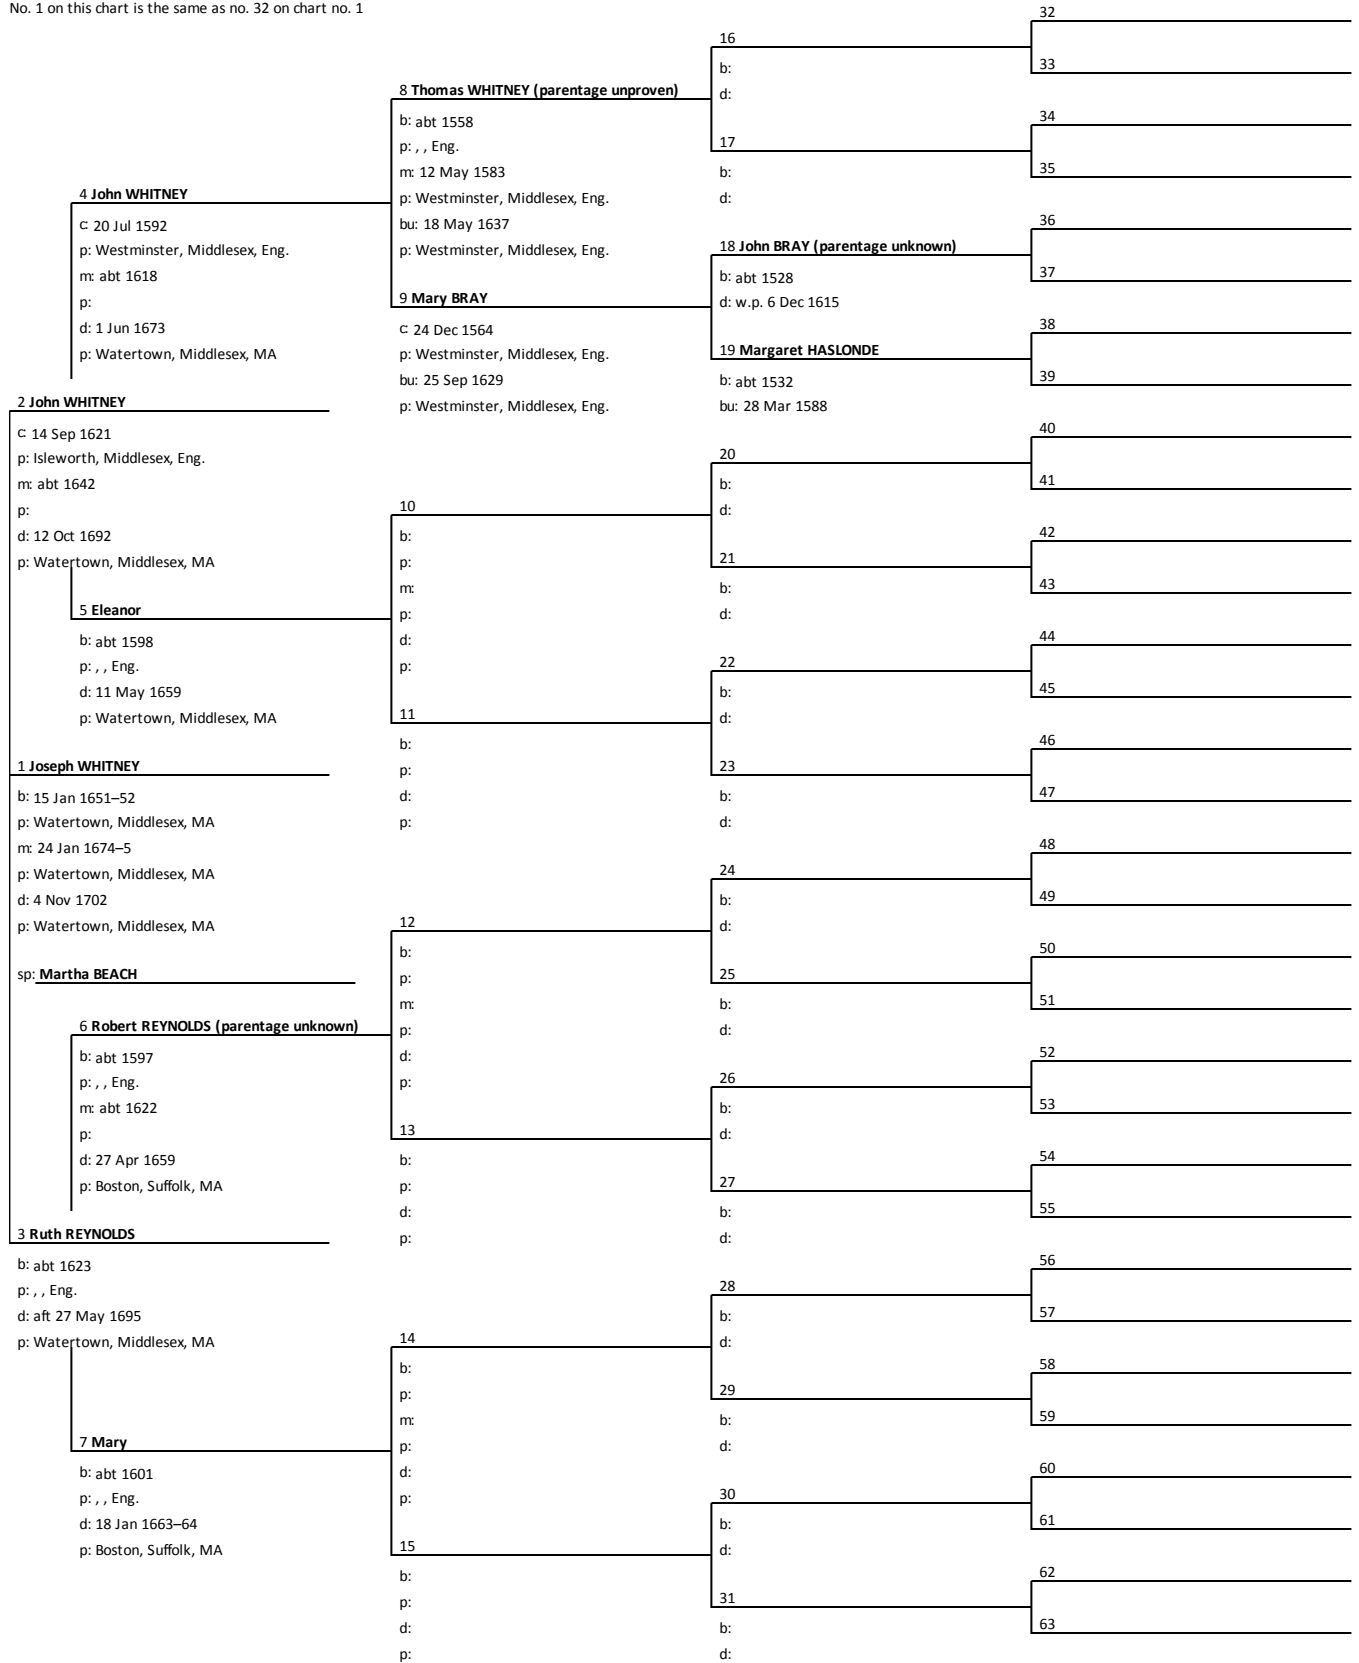 No. 1 on this chart is the same as no. 32 on chart no. 1
4 John WHITNEY
c: 20 Jul 1592
p: Westminster, Middlesex, Eng.
m: abt 1618
p:
d: 1 Jun 1673
p: Watertown, Middlesex, MA
2 John WHITNEY
c: 14 Sep 1621
p: Isleworth, Middlesex, Eng.
m: abt 1642
p:
d: 12 Oct 1692
p: Watertown, Middlesex, MA
5 Eleanor
b: abt 1598
p: , , Eng.
d: 11 May 1659
p: Watertown, Middlesex, MA
1 Joseph WHITNEY
b: 15 Jan 1651–52
p: Watertown, Middlesex, MA
m: 24 Jan 1674–5
p: Watertown, Middlesex, MA
d: 4 Nov 1702
p: Watertown, Middlesex, MA
sp: Martha BEACH
6 Robert REYNOLDS (parentage unknown)
b: abt 1597
p: , , Eng.
m: abt 1622
p:
d: 27 Apr 1659
p: Boston, Suffolk, MA
3 Ruth REYNOLDS
b: abt 1623
p: , , Eng.
d: aft 27 May 1695
p: Watertown, Middlesex, MA
7 Mary
b: abt 1601
p: , , Eng.
d: 18 Jan 1663–64
p: Boston, Suffolk, MA
8 Thomas WHITNEY (parentage unproven)
b: abt 1558
p: , , Eng.
m: 12 May 1583
p: Westminster, Middlesex, Eng.
bu: 18 May 1637
p: Westminster, Middlesex, Eng.
9 Mary BRAY
c: 24 Dec 1564
p: Westminster, Middlesex, Eng.
bu: 25 Sep 1629
p: Westminster, Middlesex, Eng.
10
b:
p:
m:
p:
d:
p:
11
b:
p:
d:
p:
12
b:
p:
m:
p:
d:
p:
13
b:
p:
d:
p:
14
b:
p:
m:
p:
d:
p:
15
b:
p:
d:
p:
16
b:
d:
17
b:
d:
18 John BRAY (parentage unknown)
b: abt 1528
d: w.p. 6 Dec 1615
19 Margaret HASLONDE
b: abt 1532
bu: 28 Mar 1588
20
b:
d:
21
b:
d:
22
b:
d:
23
b:
d:
24
b:
d:
25
b:
d:
26
b:
d:
27
b:
d:
28
b:
d:
29
b:
d:
30
b:
d:
31
b:
d:
32
33
34
35
36
37
38
39
40
41
42
43
44
45
46
47
48
49
50
51
52
53
54
55
56
57
58
59
60
61
62
63